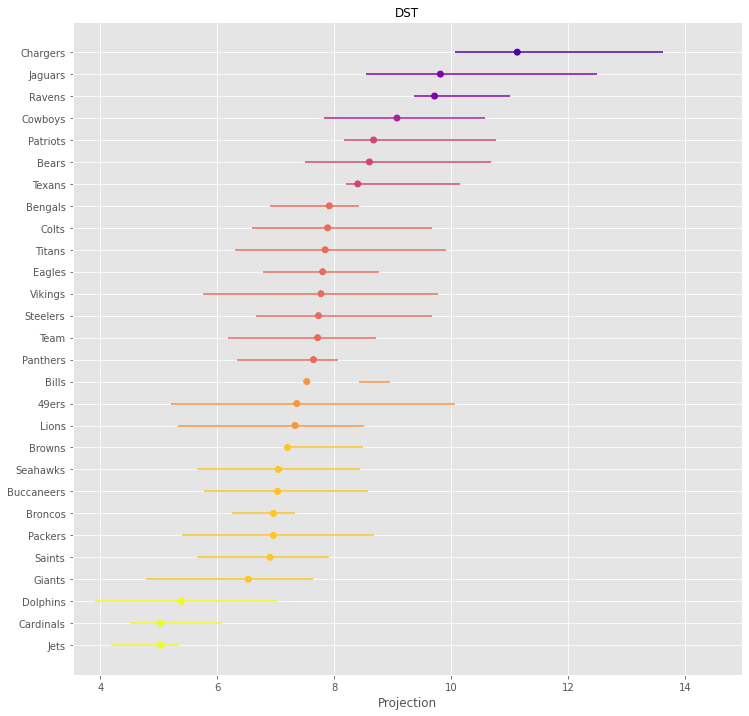 DST
Chargers
Jaguars
Ravens
Cowboys
Patriots
Bears
Texans
Bengals
Colts
Titans
Eagles
Vikings
Steelers
Team
Panthers
Bills
49ers
Lions
Browns
Seahawks
Buccaneers
Broncos
Packers
Saints
Giants
Dolphins
Cardinals
Jets
4 6 8 10 12 14
Projection